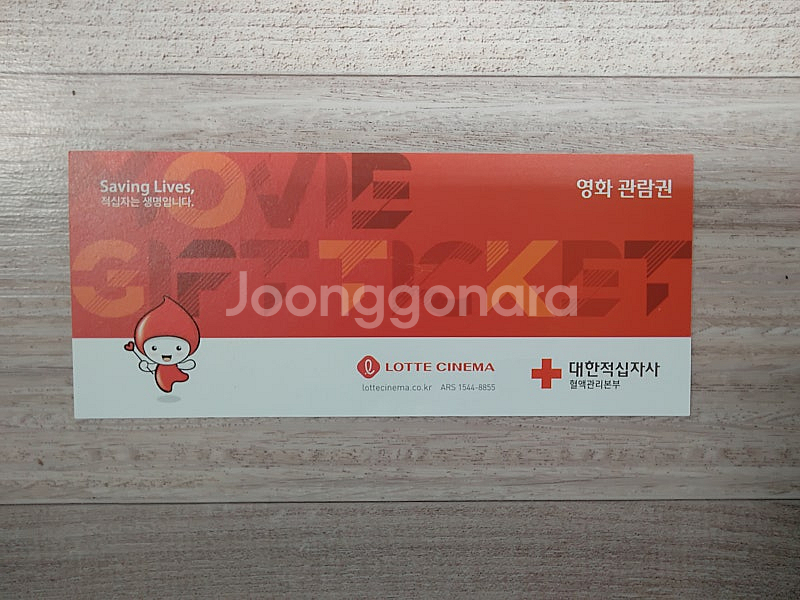 MOVIE
Saving Lives,
적십자는 생명입니다.
영화 관람권
GIFT TICKET
Joonggonara
LOTTE CINEMA
lottecinema.co.kr ARS 1544-8855
대한적십자사
혈액관리본부